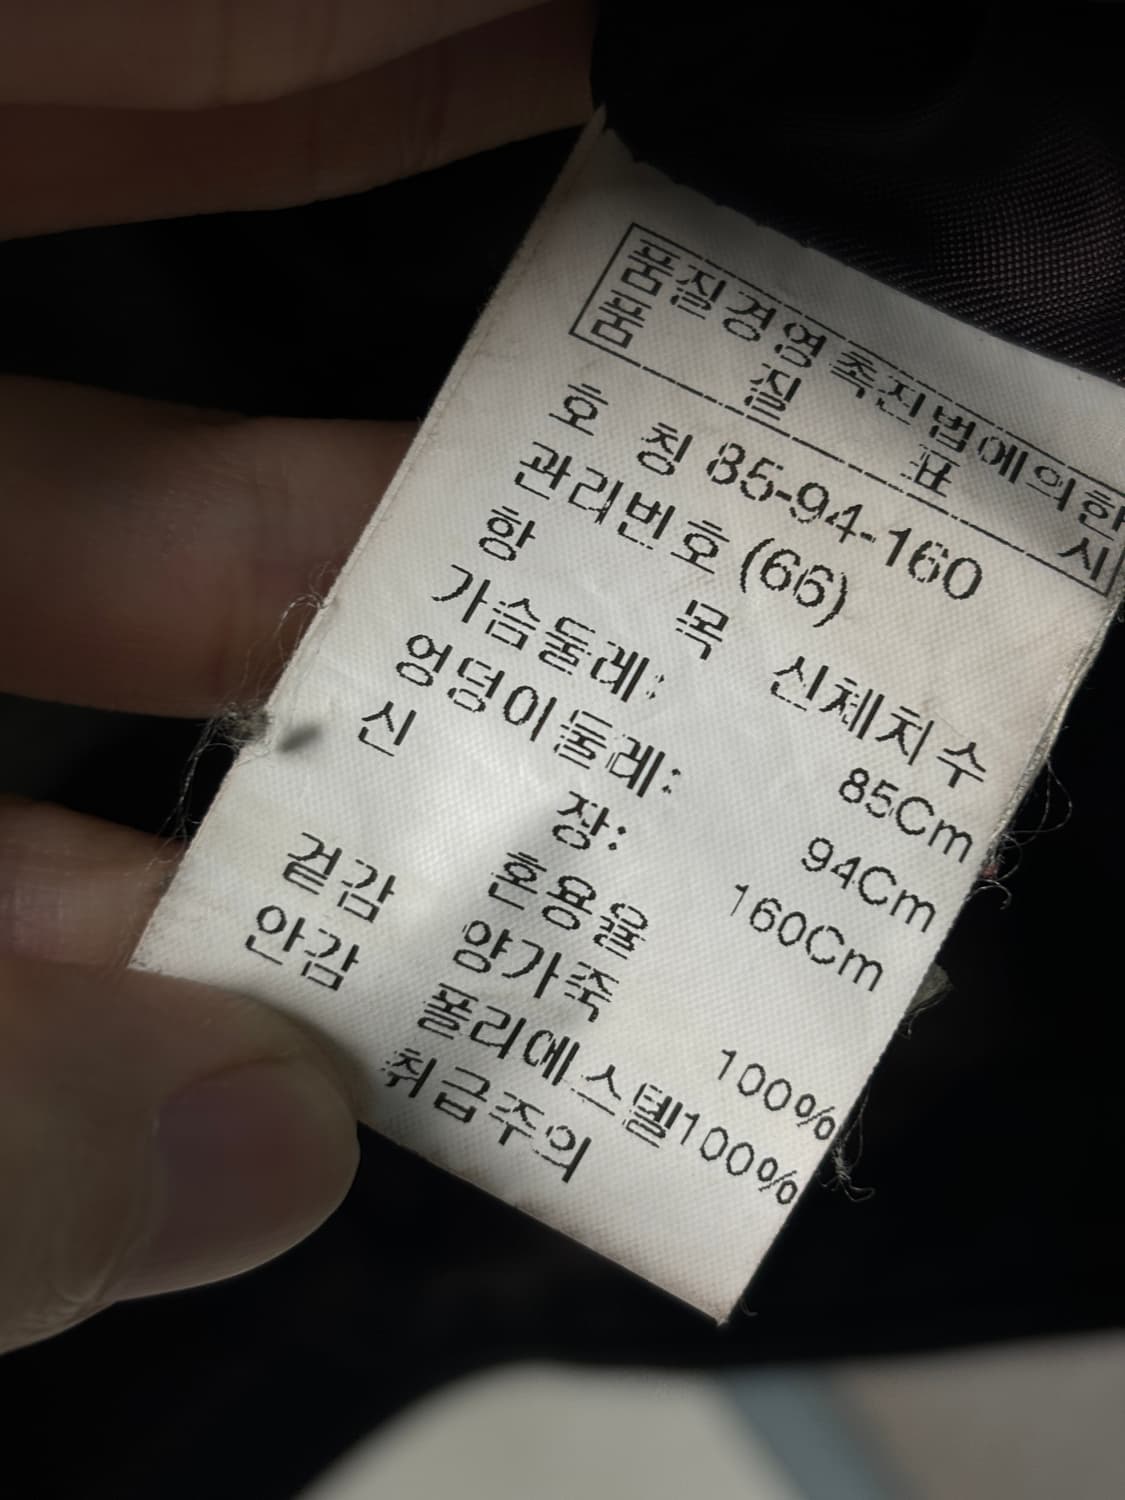 품질경영촉진법에의한
품 질 표 시
호 칭 85-94-160
관리번호 (66)
항 목 신체치수
가슴둘레: 85Cm
엉덩이둘레: 94Cm
신 장: 160Cm
혼용율
겉감 양가죽 100%
안감 폴리에스텔100%
취급주의